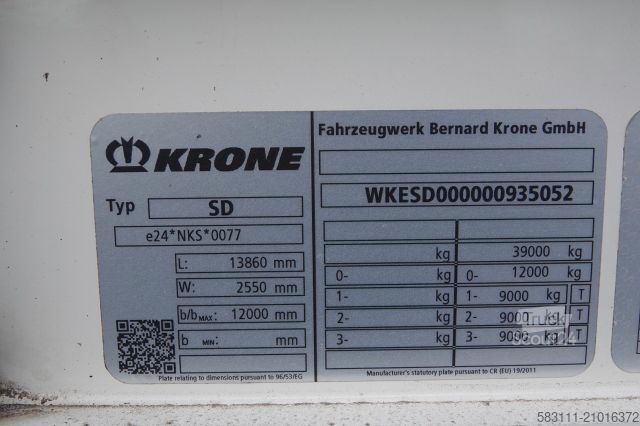 KRONE
Typ SD
e24*NKS*0077
L: 13860 mm
W: 2550 mm
b/bMAX: 12000 mm
b MIN: mm
Plate relating to dimensions pursuant to 96/53/EG
Fahrzeugwerk Bernard Krone GmbH
WKESD000000935052
kg 39000 kg
0- kg 0- 12000 kg
1- kg 1- 9000 kg T
2- kg 2- 9000 kg T
3- kg 3- 9000 kg T
Manufacturer's statutory plate pursuant to CR (EU) 19/2011
Truck
Scout24
583111-21016372